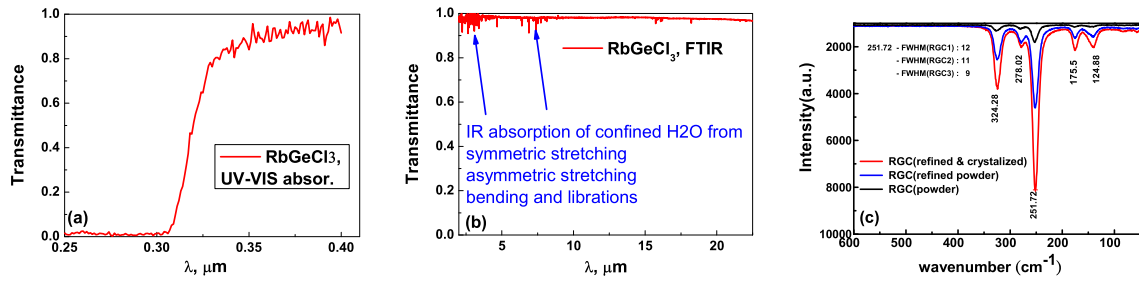 1.0
0.8
0.6
0.4
0.2
0.0
Transmittance
RbGeCl3,
UV-VIS absor.
(a)
0.25 0.30 0.35 0.40
λ, μm
1.0
0.8
0.6
0.4
0.2
0.0
Transmittance
RbGeCl₃, FTIR
IR absorption of confined H2O from
symmetric stretching
asymmetric stretching
bending and librations
(b)
5 10 15 20
λ, μm
2000
4000
6000
8000
10000
Intensity(a.u.)
251.72 - FWHM(RGC1) : 12
- FWHM(RGC2) : 11
- FWHM(RGC3) : 9
324.28
278.02
251.72
175.5
124.88
RGC(refined & crystalized)
RGC(refined powder)
RGC(powder)
(c)
600 500 400 300 200 100
wavenumber (cm⁻¹)